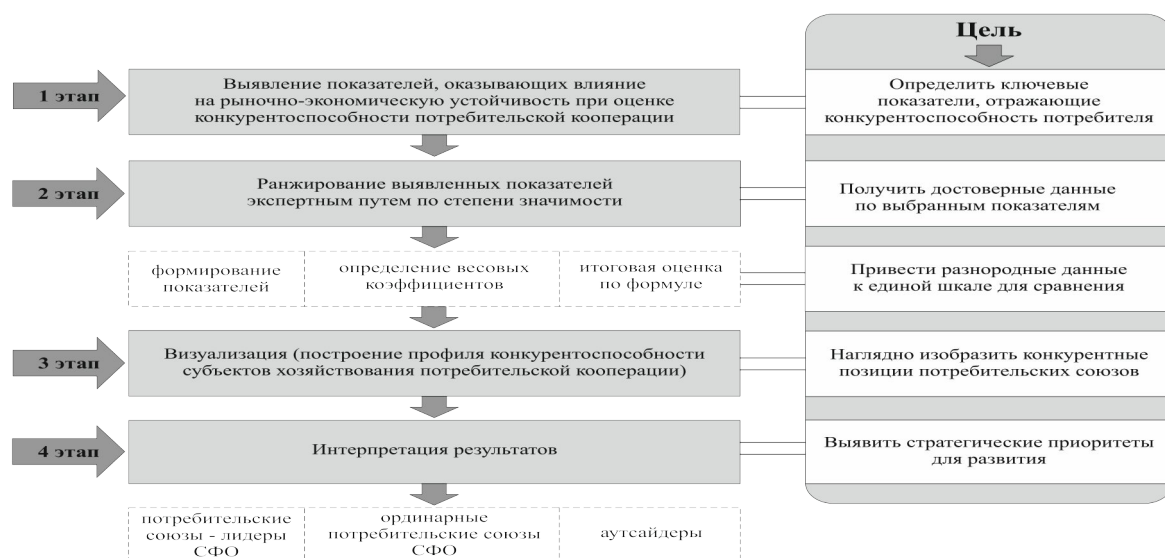 Цель
1 этап
Выявление показателей, оказывающих влияние
на рыночно-экономическую устойчивость при оценке
конкурентоспособности потребительской кооперации
Определить ключевые
показатели, отражающие
конкурентоспособность потребителя
2 этап
Ранжирование выявленных показателей
экспертным путем по степени значимости
Получить достоверные данные
по выбранным показателям
формирование
показателей
определение весовых
коэффициентов
итоговая оценка
по формуле
Привести разнородные данные
к единой шкале для сравнения
3 этап
Визуализация (построение профиля конкурентоспособности
субъектов хозяйствования потребительской кооперации)
Наглядно изобразить конкурентные
позиции потребительских союзов
4 этап
Интерпретация результатов
Выявить стратегические приоритеты
для развития
потребительские
союзы - лидеры
СФО
ординарные
потребительские союзы
СФО
аутсайдеры